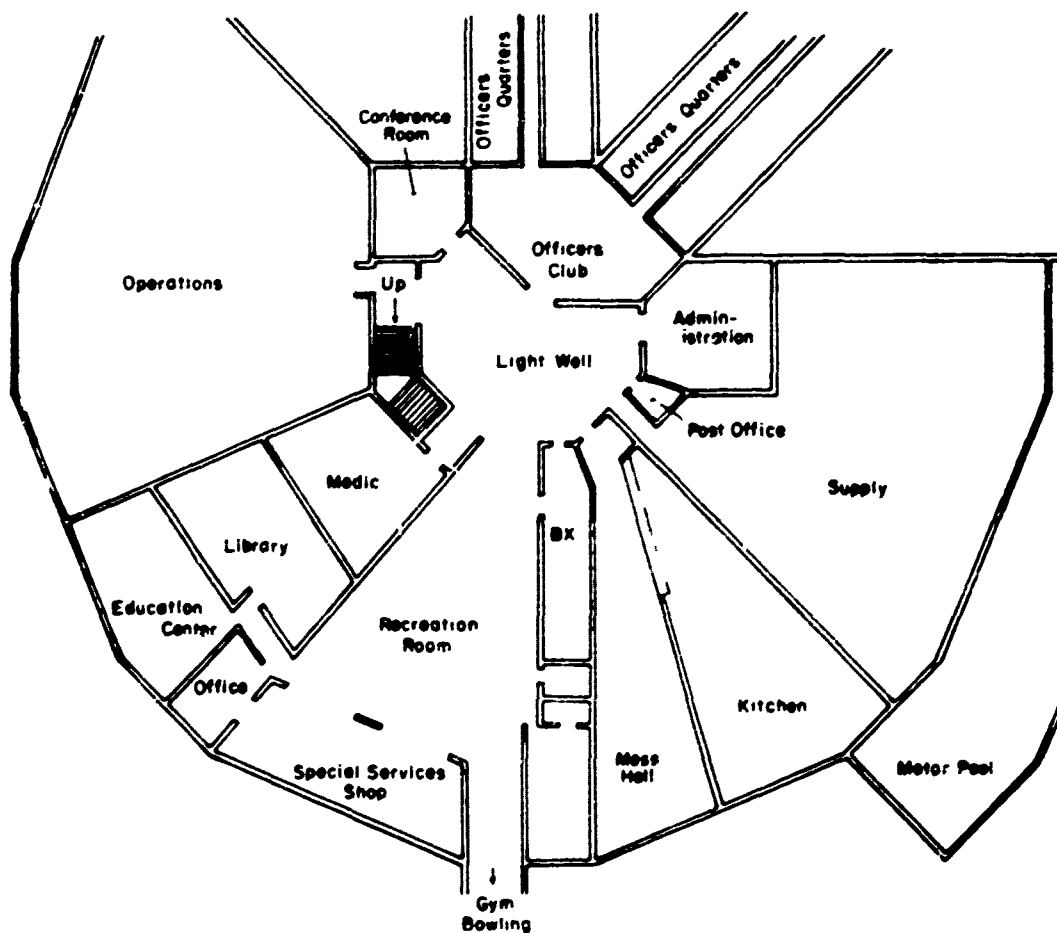 Officers
Quarters
Officers Quarters
Conference
Room
Officers
Club
Operations
Up
Admin-
istration
Light Well
Post Office
Medic
Supply
BX
Library
Education
Center
Recreation
Room
Office
Kitchen
Mess
Hall
Motor Pool
Special Services
Shop
Gym
Bowling